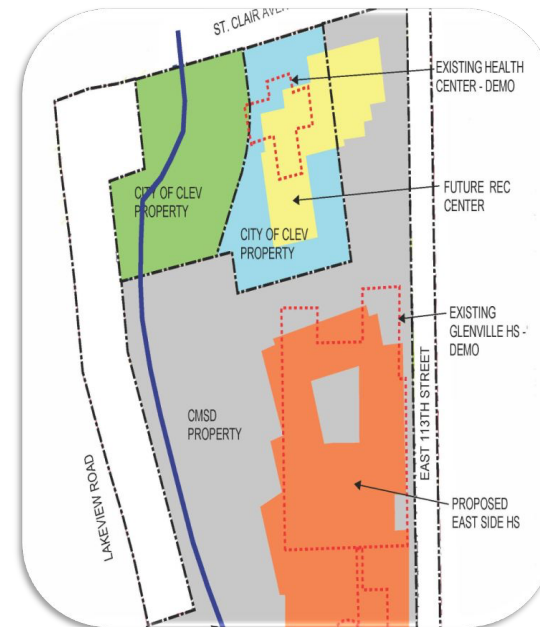 ST. CLAIR AVEN
EXISTING HEALTH
CENTER - DEMO
CITY OF CLEV
PROPERTY
FUTURE REC
CENTER
CITY OF CLEV
PROPERTY
EXISTING
GLENVILLE HS -
DEMO
CMSD
PROPERTY
EAST 113TH STREET
LAKEVIEW ROAD
PROPOSED
EAST SIDE HS